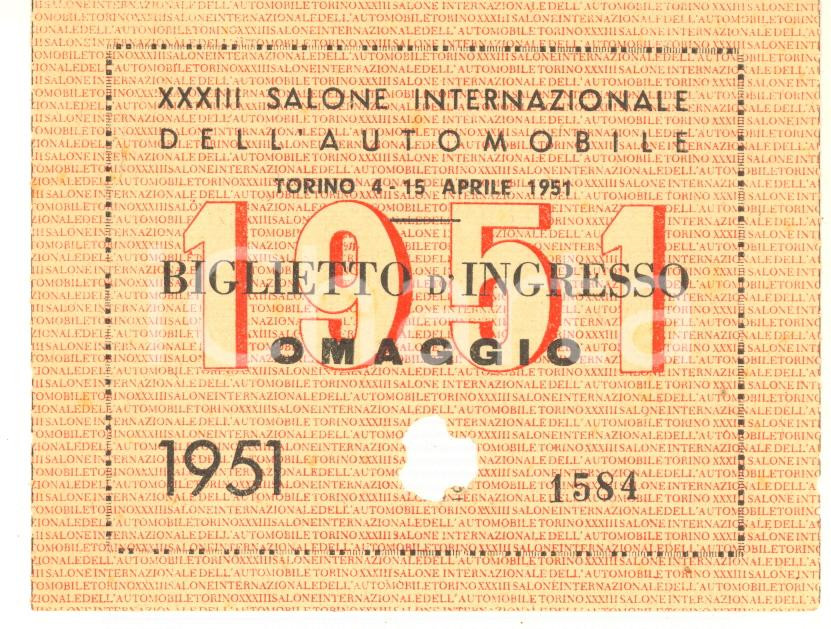 XXXIII SALONE INTERNAZIONALE
DELL'AUTOMOBILE
TORINO 4-15 APRILE 1951
1951
BIGLIETTO D'INGRESSO
OMAGGIO
1951
1584